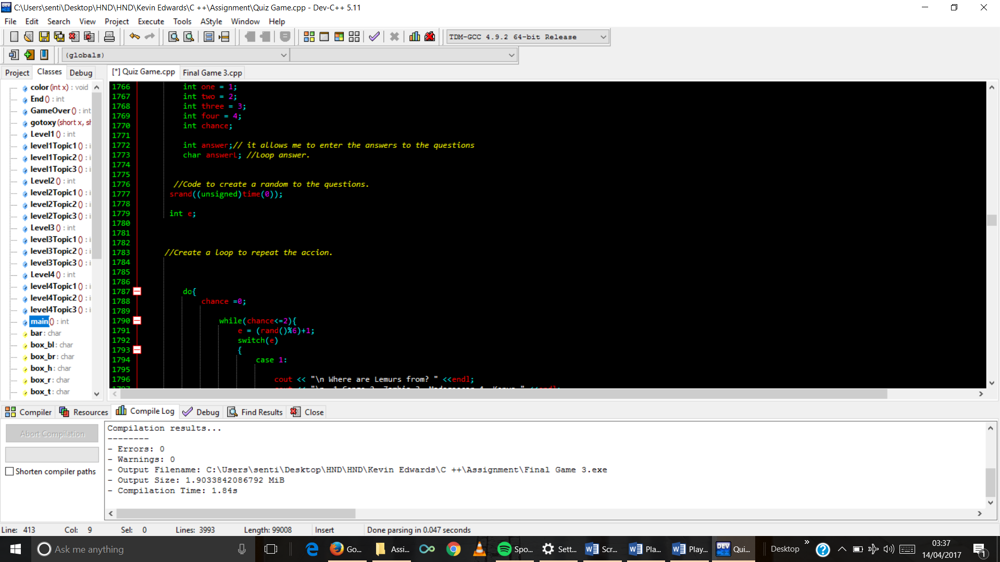 C:\Users\senti\Desktop\HND\HND\Kevin Edwards\C ++\Assignment\Quiz Game.cpp - Dev-C++ 5.11
File Edit Search View Project Execute Tools AStyle Window Help
TDM-GCC 4.9.2 64-bit Release
(globals)
Project Classes Debug
[*] Quiz Game.cpp Final Game 3.cpp
color (int x) : void
End () : int
GameOver () : int
gotoxy (short x, sh
Level1 () : int
level1Topic1 () : i
level1Topic2 () : i
level1Topic3 () : i
Level2 () : int
level2Topic1 () : i
level2Topic2 () : i
level2Topic3 () : i
Level3 () : int
level3Topic1 () : i
level3Topic2 () : i
level3Topic3 () : i
Level4 () : int
level4Topic1 () : i
level4Topic2 () : i
level4Topic3 () : i
main () : int
bar : char
box_bl : char
box_br : char
box_h : char
box_r : char
box_t : char
1766 int one = 1;
1767 int two = 2;
1768 int three = 3;
1769 int four = 4;
1770 int chance;
1771
1772 int answer;// it allows me to enter the answers to the questions
1773 char answerL; //Loop answer.
1774
1775
1776 //Code to create a random to the questions.
1777 srand((unsigned)time(0));
1778
1779 int e;
1780
1781
1782
1783 //Create a loop to repeat the accion.
1784
1785
1786
1787 do{
1788 chance =0;
1789
1790 while(chance<=2){
1791 e = (rand()%6)+1;
1792 switch(e)
1793 {
1794 case 1:
1795
1796 cout << "\n Where are Lemurs from? " <<endl;
Compiler Resources Compile Log Debug Find Results Close
Abort Compilation
Shorten compiler paths
Compilation results...
--------
- Errors: 0
- Warnings: 0
- Output Filename: C:\Users\senti\Desktop\HND\HND\Kevin Edwards\C ++\Assignment\Final Game 3.exe
- Output Size: 1.9033842086792 MiB
- Compilation Time: 1.84s
Line: 413 Col: 9 Sel: 0 Lines: 3993 Length: 99008 Insert Done parsing in 0.047 seconds
Ask me anything
Go... Assi... Spo... Sett... Scr... Pla... Play... Qui... Desktop
03:37
14/04/2017
1